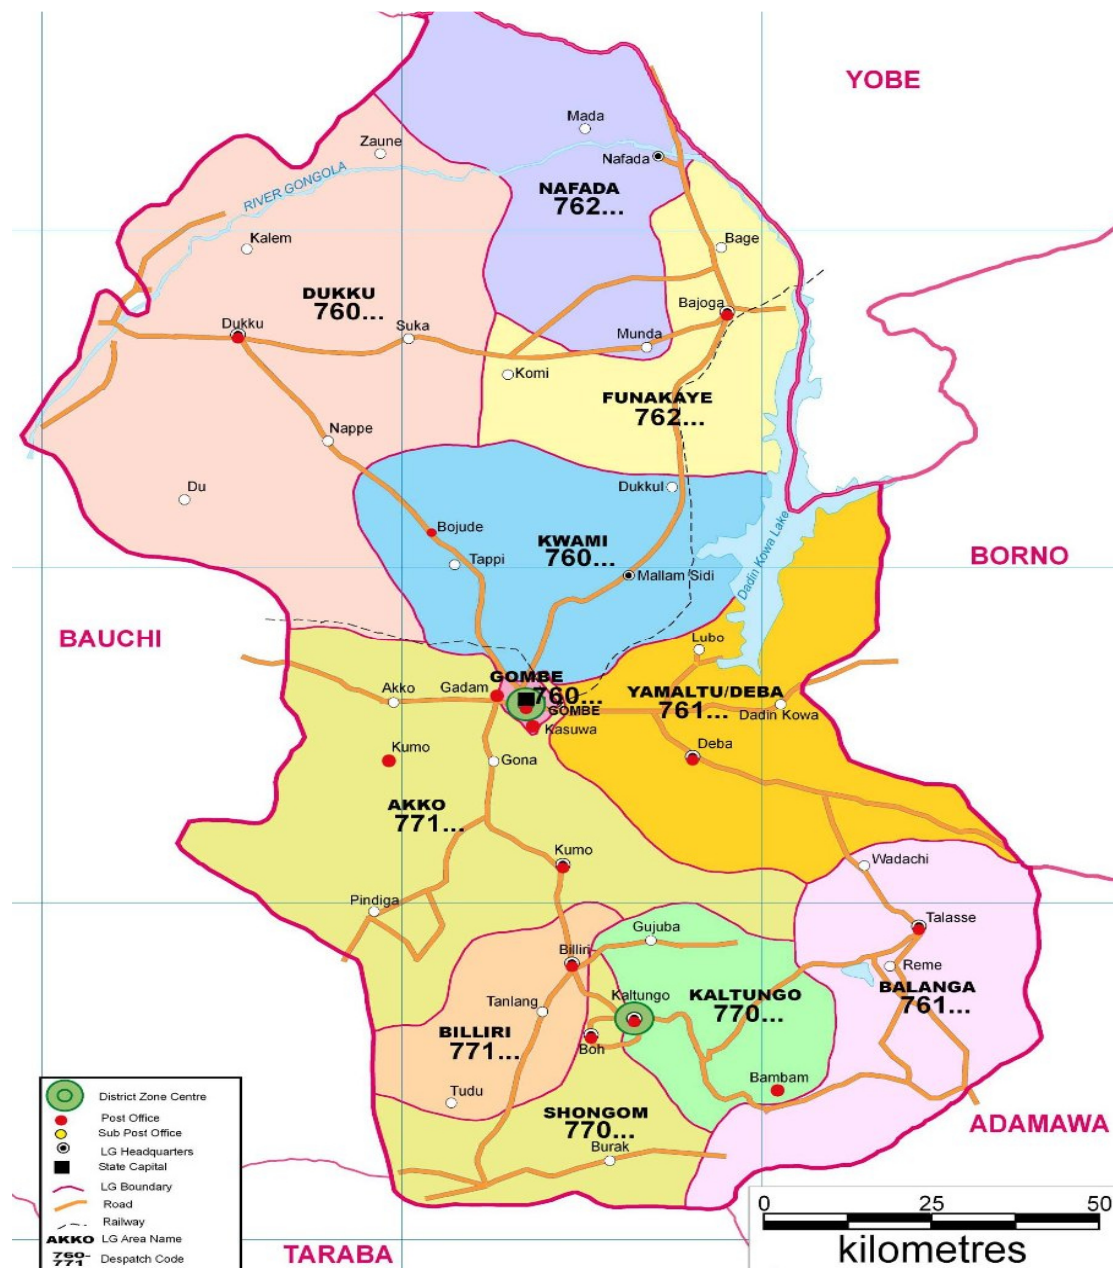 YOBE
Mada
Zaune
Nafada
RIVER GONGOLA
NAFADA
762...
Kalem
Bage
DUKKU
760...
Bajoga
Dukku
Suka
Munda
Komi
FUNAKAYE
762...
Nappe
Du
Dukkul
Bojude
KWAMI
760...
Tappi
Mallam Sidi
Dadin Kowa Lake
BORNO
BAUCHI
Lubo
GOMBE
760...
Akko
Gadam
YAMALTU/DEBA
761...
GOMBE
Dadin Kowa
Kasuwa
Kumo
Gona
Deba
AKKO
771...
Kumo
Wadachi
Pindiga
Talasse
Gujuba
Billiri
Reme
Kaltungo
KALTUNGO
770...
BALANGA
761...
Tanlang
BILLIRI
771...
Boh
Tudu
Bambam
SHONGOM
770...
ADAMAWA
Burak
District Zone Centre
Post Office
Sub Post Office
LG Headquarters
State Capital
LG Boundary
Road
Railway
AKKO LG Area Name
760-
771 Despatch Code
TARABA
0 25 50
kilometres